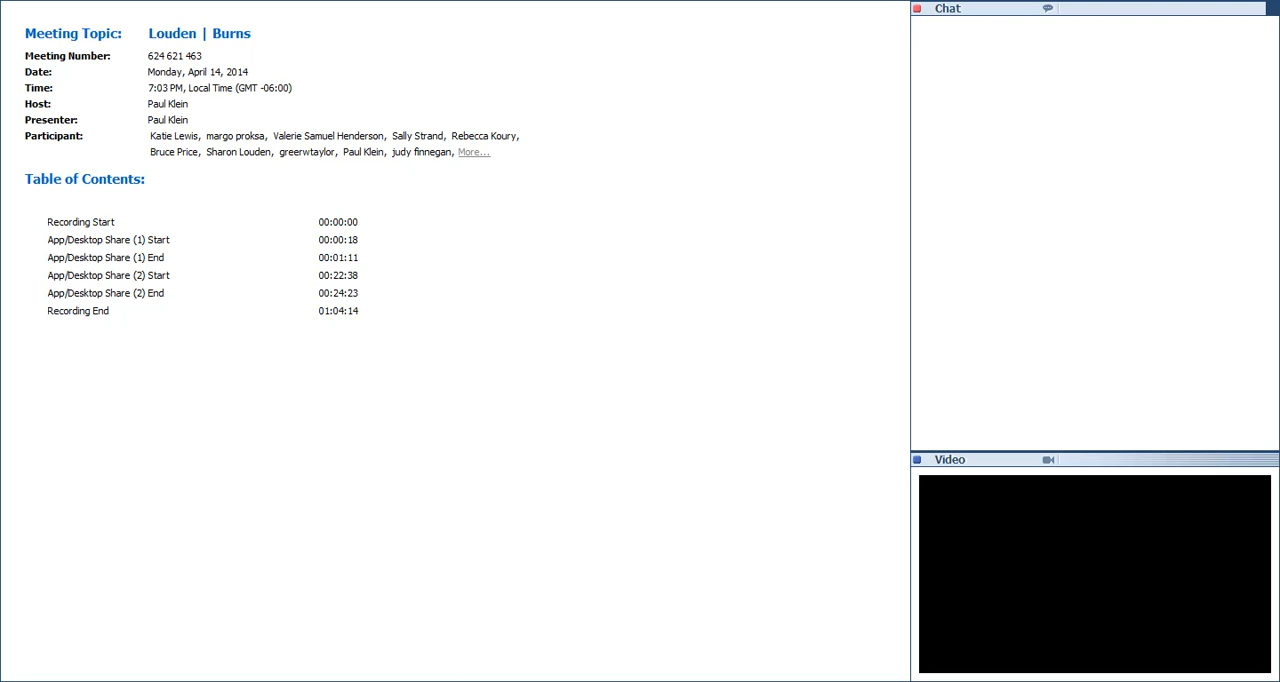 Meeting Topic: Louden | Burns
Meeting Number: 624 621 463
Date: Monday, April 14, 2014
Time: 7:03 PM, Local Time (GMT -06:00)
Host: Paul Klein
Presenter: Paul Klein
Participant: Katie Lewis, margo proksa, Valerie Samuel Henderson, Sally Strand, Rebecca Koury,
Bruce Price, Sharon Louden, greerwtaylor, Paul Klein, judy finnegan, More...
Table of Contents:
Recording Start 00:00:00
App/Desktop Share (1) Start 00:00:18
App/Desktop Share (1) End 00:01:11
App/Desktop Share (2) Start 00:22:38
App/Desktop Share (2) End 00:24:23
Recording End 01:04:14
Chat
Video